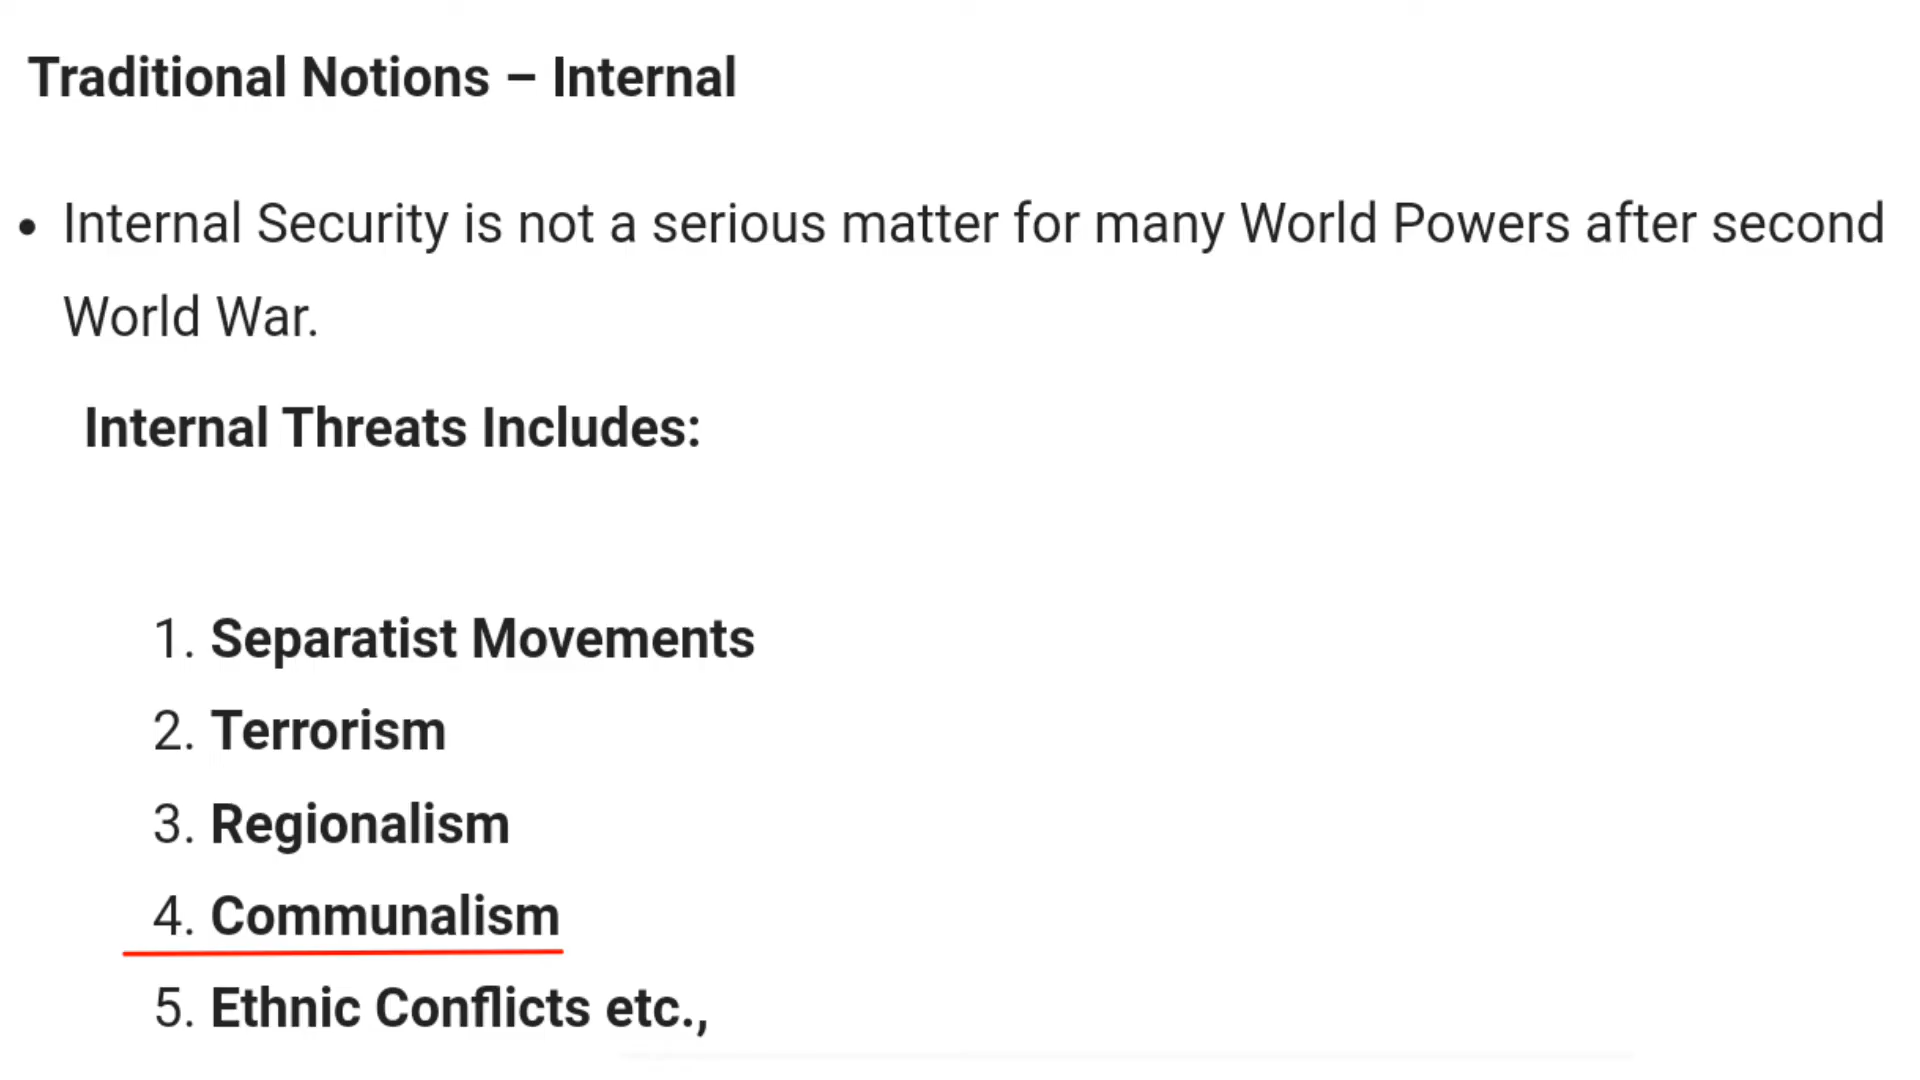 Traditional Notions – Internal
• Internal Security is not a serious matter for many World Powers after second
World War.
Internal Threats Includes:
1. Separatist Movements
2. Terrorism
3. Regionalism
4. Communalism
5. Ethnic Conflicts etc.,